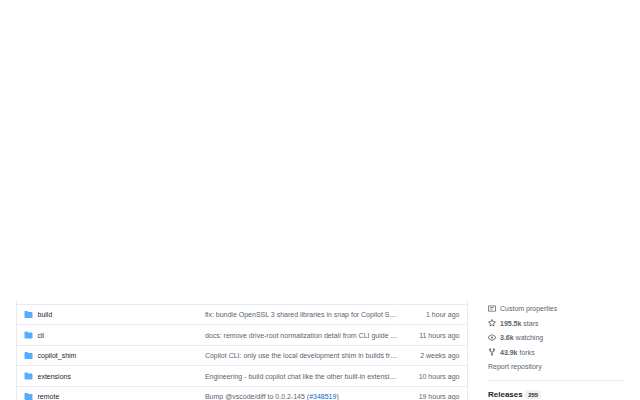 build fix: bundle OpenSSL 3 shared libraries in snap for Copilot S... 1 hour ago
cli docs: remove drive-root normalization detail from CLI guide ... 11 hours ago
copilot_shim Copilot CLI: only use the local development shim in builds fr... 2 weeks ago
extensions Engineering - build copilot chat like the other built-in extensi... 10 hours ago
remote Bump @vscode/diff to 0.0.2-145 (#348519) 19 hours ago
Custom properties
195.5k stars
3.6k watching
43.9k forks
Report repository
Releases 255